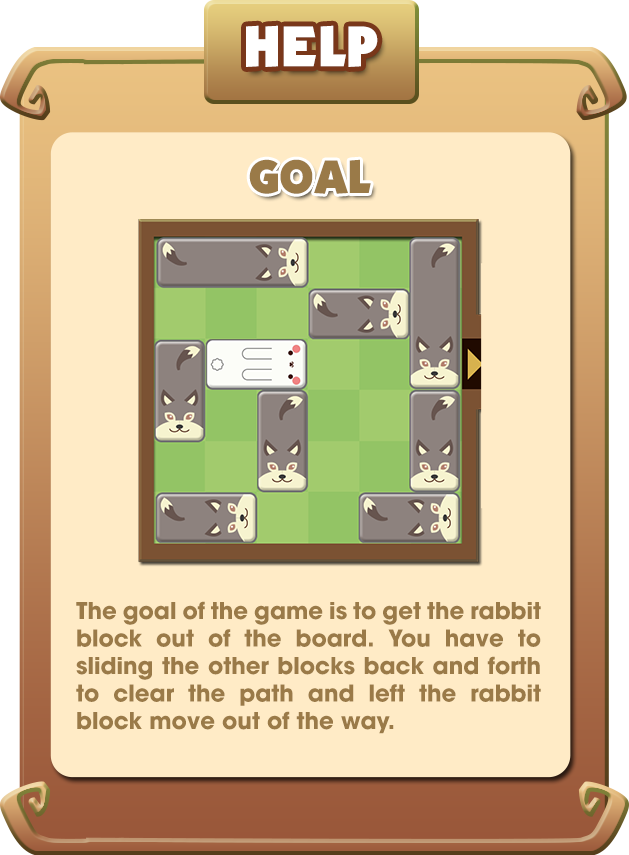 HELP
GOAL
The goal of the game is to get the rabbit
block out of the board. You have to
sliding the other blocks back and forth
to clear the path and left the rabbit
block move out of the way.